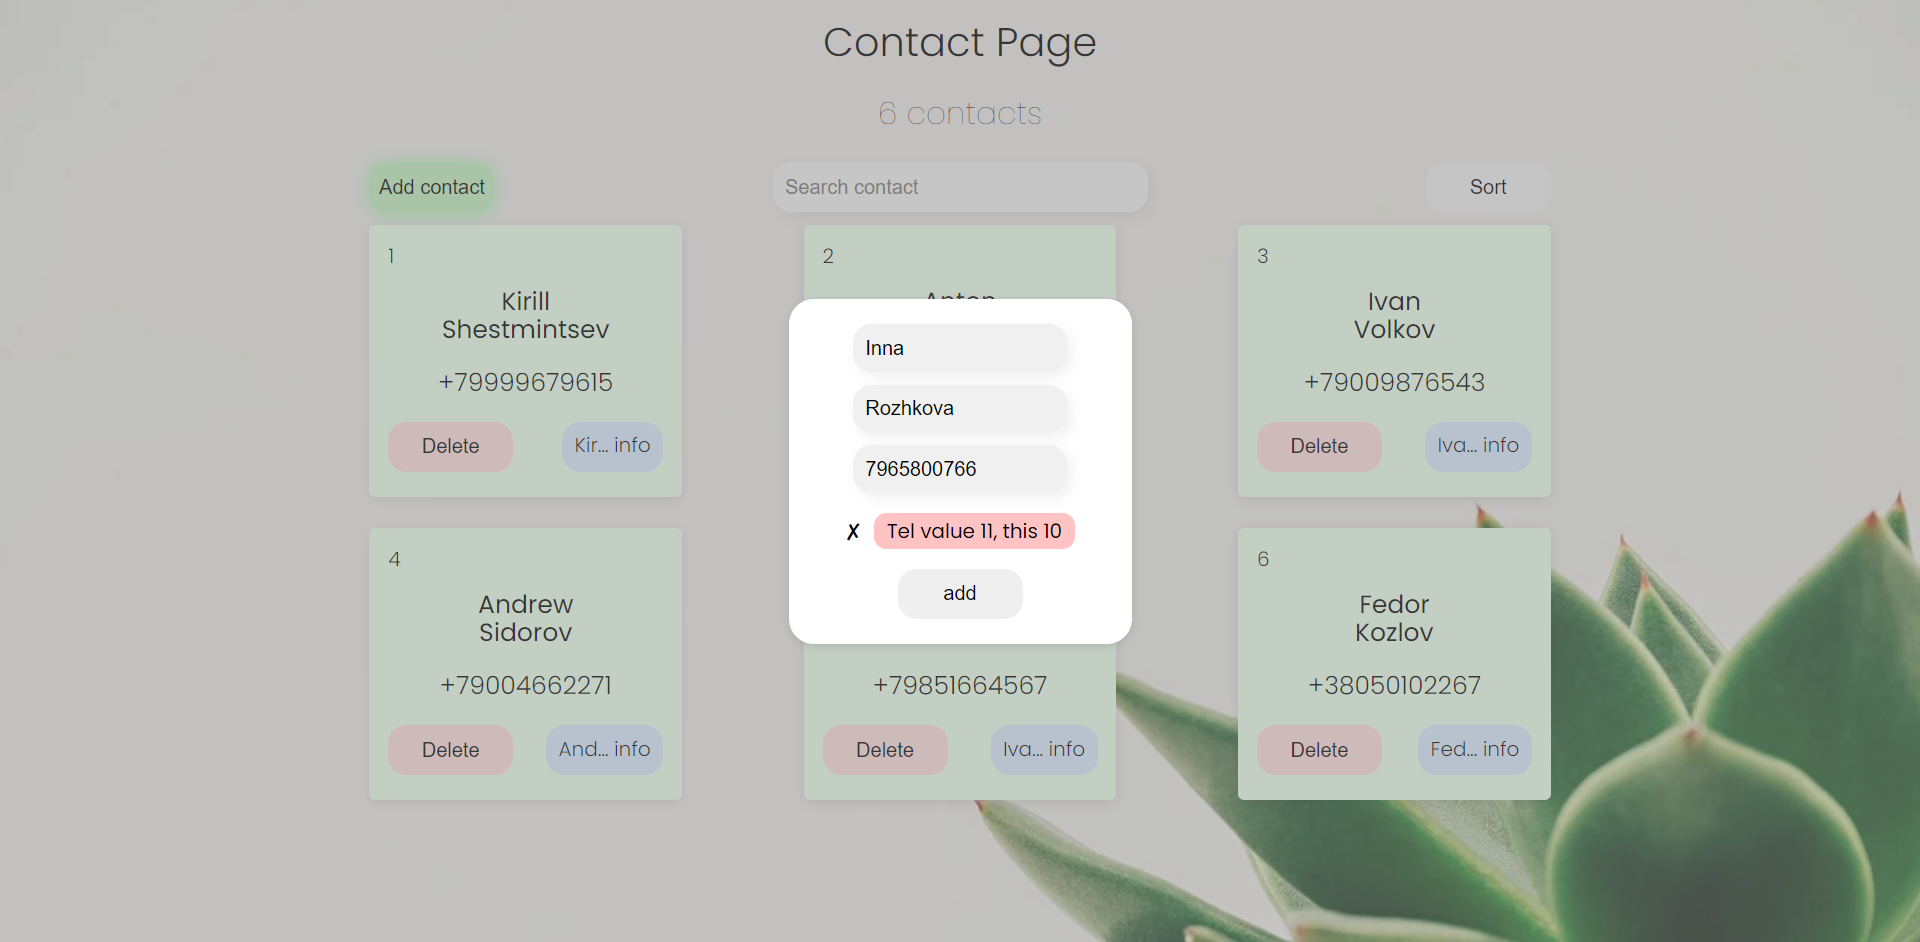 Contact Page
6 contacts
Add contact
Search contact
Sort
1
Kirill
Shestmintsev
+79999679615
Delete
Kir... info
2
Anton
3
Ivan
Volkov
+79009876543
Delete
Iva... info
Inna
Rozhkova
7965800766
✗ Tel value 11, this 10
add
4
Andrew
Sidorov
+79004662271
Delete
And... info
+79851664567
Delete
Iva... info
6
Fedor
Kozlov
+38050102267
Delete
Fed... info